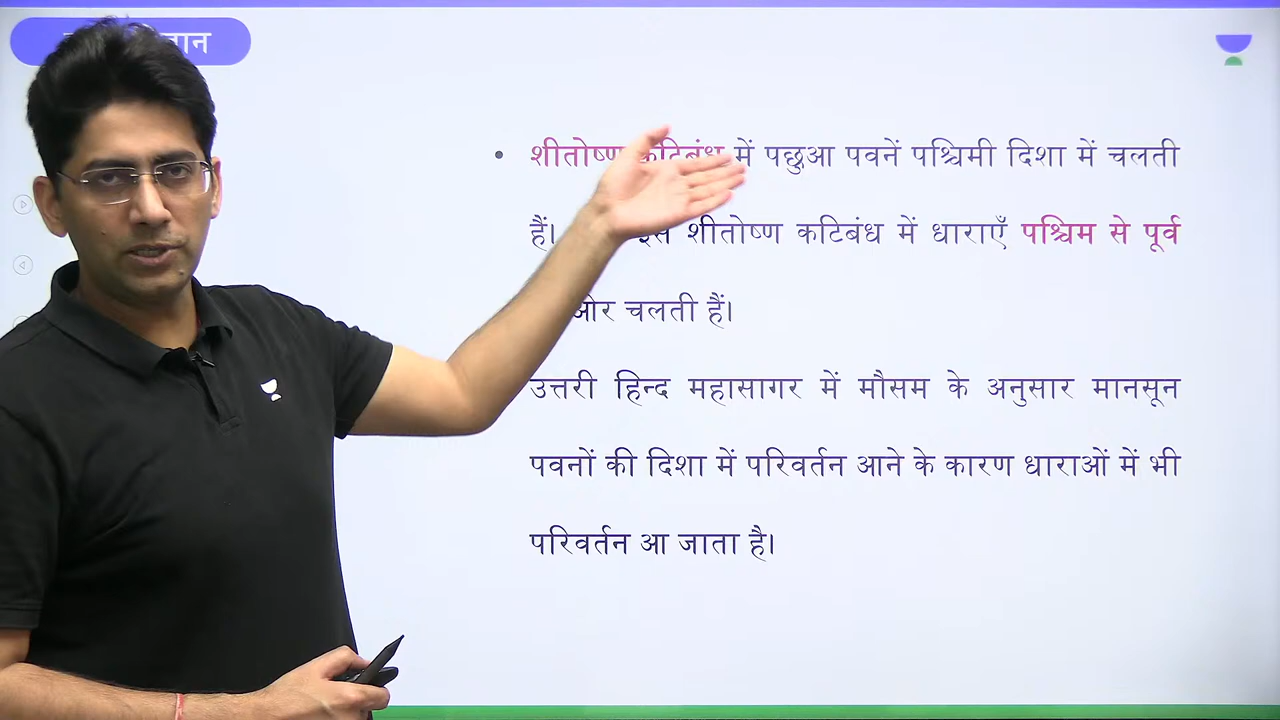 शीतोष्ण कटिबंध में पछुआ पवनें पश्चिमी दिशा में चलती
हैं। इस शीतोष्ण कटिबंध में धाराएँ पश्चिम से पूर्व
ओर चलती हैं।
उत्तरी हिन्द महासागर में मौसम के अनुसार मानसून
पवनों की दिशा में परिवर्तन आने के कारण धाराओं में भी
परिवर्तन आ जाता है।